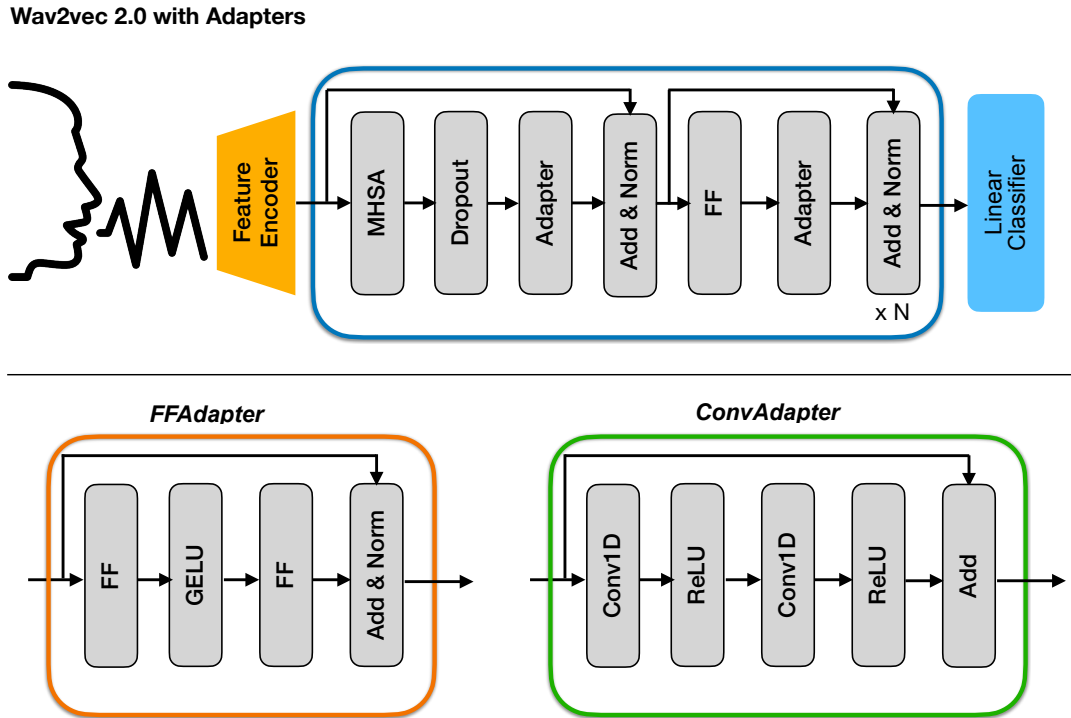 Wav2vec 2.0 with Adapters
Feature
Encoder
MHSA
Dropout
Adapter
Add & Norm
FF
Adapter
Add & Norm
x N
Linear
Classifier
FFAdapter
FF
GELU
FF
Add & Norm
ConvAdapter
Conv1D
ReLU
Conv1D
ReLU
Add